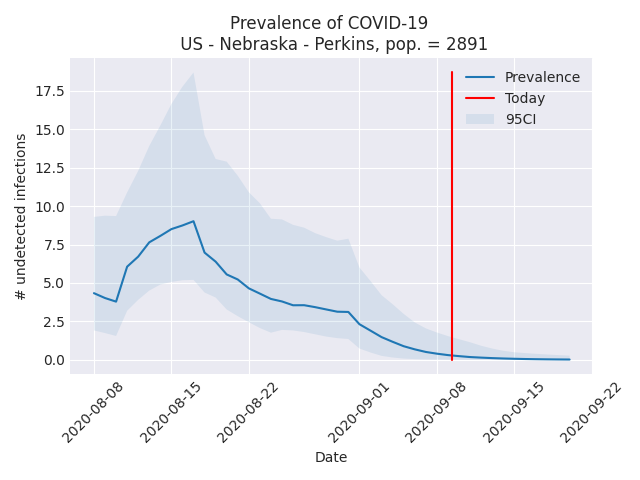 Prevalence of COVID-19
US - Nebraska - Perkins, pop. = 2891
Prevalence
Today
95CI
17.5
15.0
12.5
10.0
7.5
5.0
2.5
0.0
# undetected infections
2020-08-08
2020-08-15
2020-08-22
2020-09-01
2020-09-08
2020-09-15
2020-09-22
Date